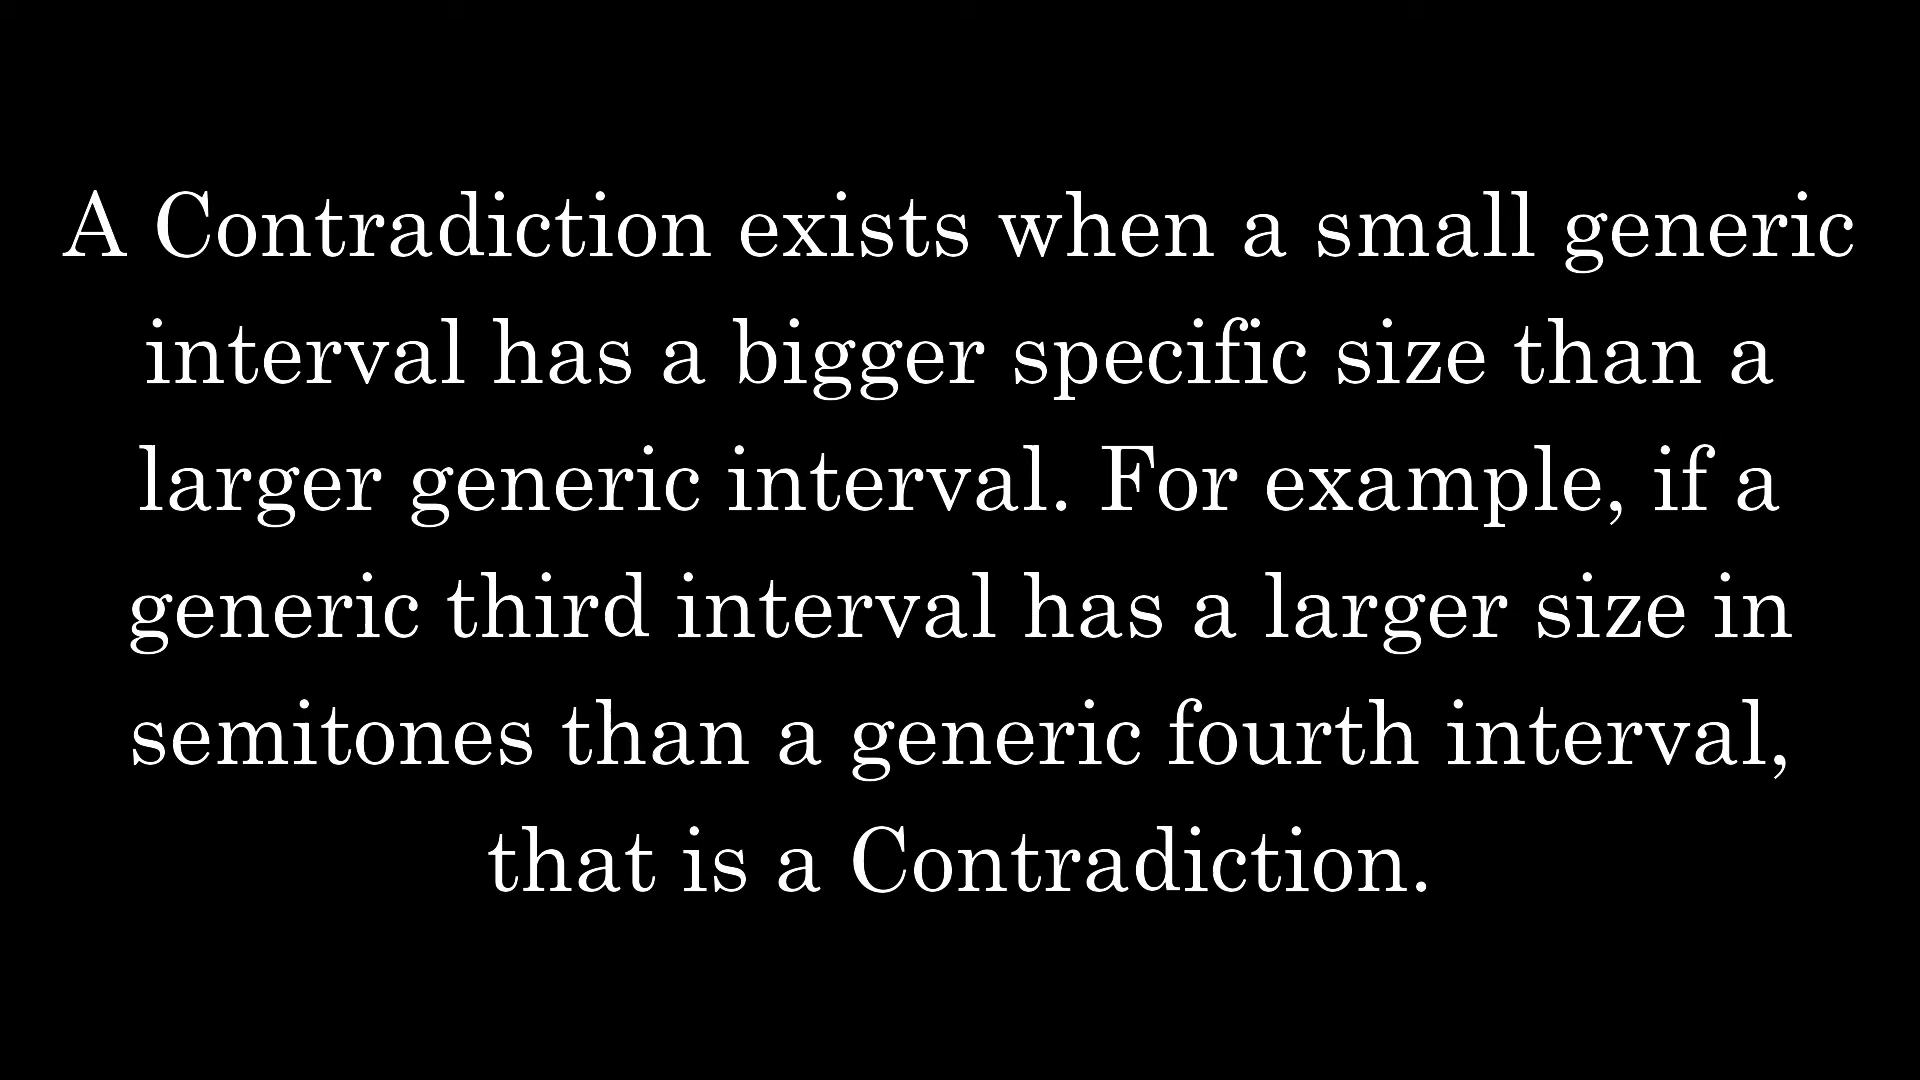 A Contradiction exists when a small generic
interval has a bigger specific size than a
larger generic interval. For example, if a
generic third interval has a larger size in
semitones than a generic fourth interval,
that is a Contradiction.